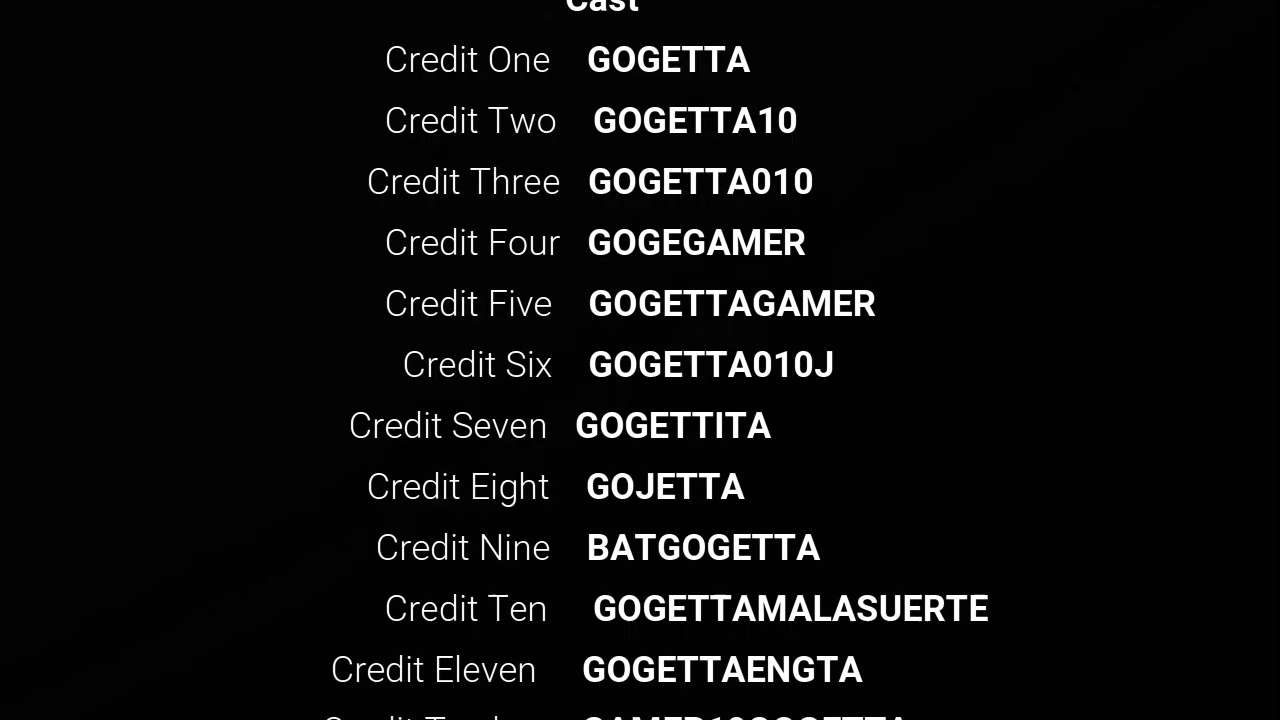 Cast
Credit One GOGETTA
Credit Two GOGETTA10
Credit Three GOGETTA010
Credit Four GOGEGAMER
Credit Five GOGETTAGAMER
Credit Six GOGETTA010J
Credit Seven GOGETTITA
Credit Eight GOJETTA
Credit Nine BATGOGETTA
Credit Ten GOGETTAMALASUERTE
Credit Eleven GOGETTAENGTA